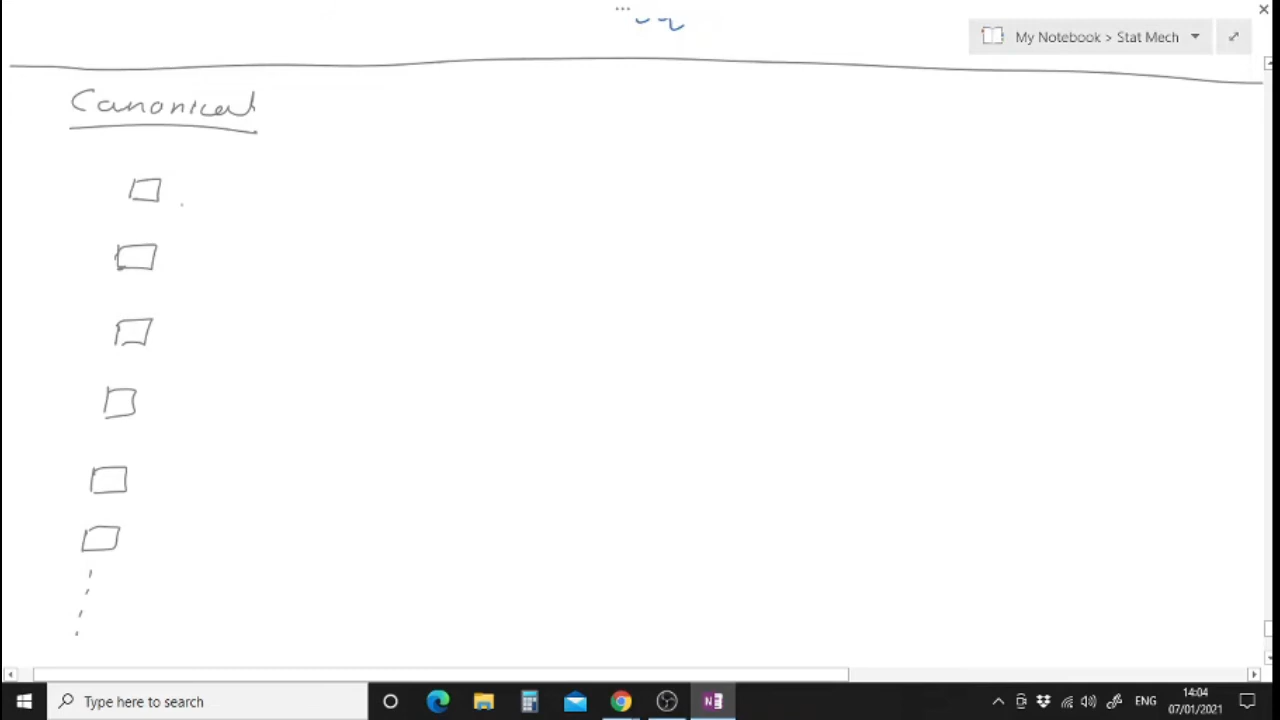 My Notebook > Stat Mech
Canonical
Type here to search
N
ENG
14:04
07/01/2021